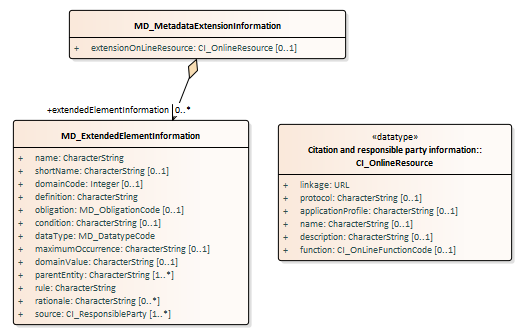 MD_MetadataExtensionInformation
+ extensionOnLineResource: CI_OnlineResource [0..1]
+extendedElementInformation 0..*
MD_ExtendedElementInformation
+ name: CharacterString
+ shortName: CharacterString [0..1]
+ domainCode: Integer [0..1]
+ definition: CharacterString
+ obligation: MD_ObligationCode [0..1]
+ condition: CharacterString [0..1]
+ dataType: MD_DatatypeCode
+ maximumOccurrence: CharacterString [0..1]
+ domainValue: CharacterString [0..1]
+ parentEntity: CharacterString [1..*]
+ rule: CharacterString
+ rationale: CharacterString [0..*]
+ source: CI_ResponsibleParty [1..*]
«datatype»
Citation and responsible party information::
CI_OnlineResource
+ linkage: URL
+ protocol: CharacterString [0..1]
+ applicationProfile: CharacterString [0..1]
+ name: CharacterString [0..1]
+ description: CharacterString [0..1]
+ function: CI_OnLineFunctionCode [0..1]